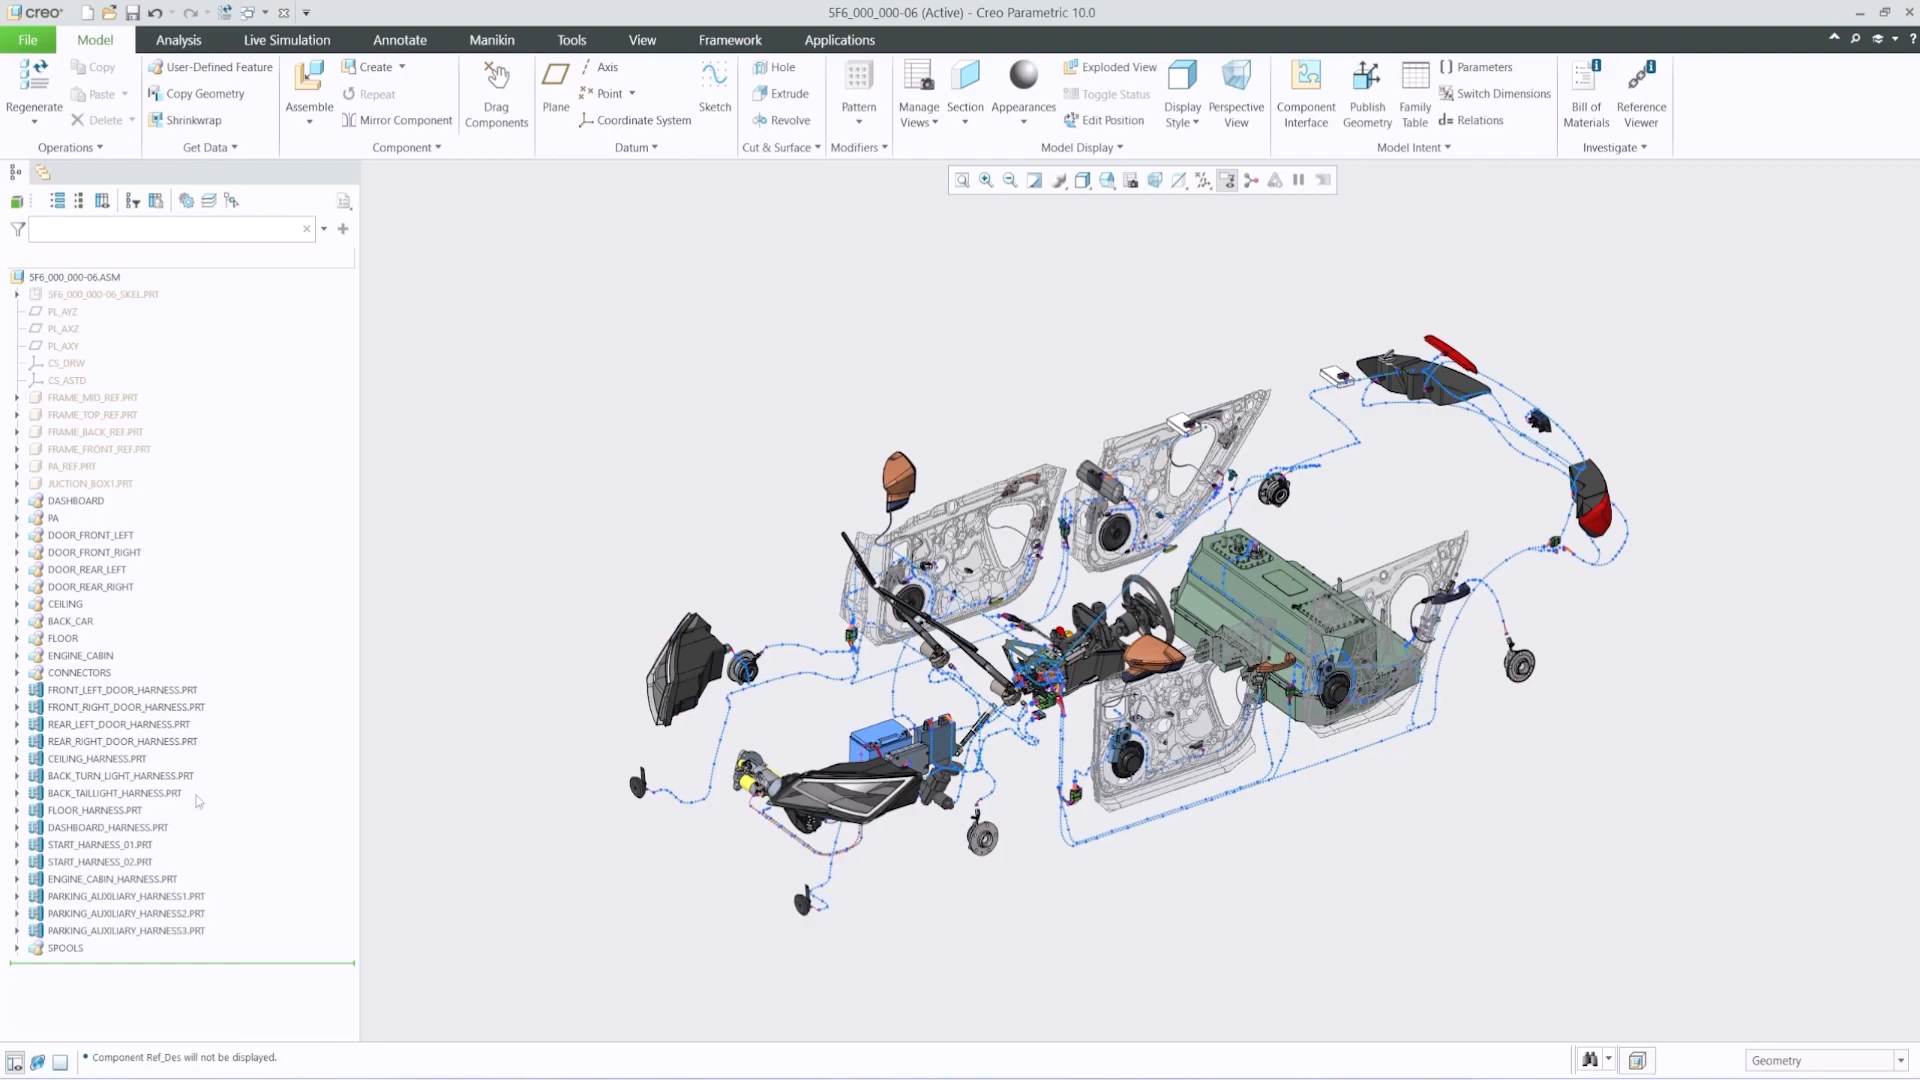 creo
5F6_000_000-06 (Active) - Creo Parametric 10.0
File
Model
Analysis
Live Simulation
Annotate
Manikin
Tools
View
Framework
Applications
Regenerate
Copy
Paste
Delete
Operations
User-Defined Feature
Copy Geometry
Shrinkwrap
Get Data
Assemble
Create
Repeat
Mirror Component
Component
Drag
Components
Plane
Axis
Point
Coordinate System
Sketch
Datum
Hole
Extrude
Revolve
Cut & Surface
Pattern
Modifiers
Manage
Views
Section
Appearances
Exploded View
Toggle Status
Edit Position
Display
Style
Perspective
View
Model Display
Component
Interface
Publish
Geometry
Family
Table
Parameters
Switch Dimensions
d= Relations
Model Intent
Bill of
Materials
Reference
Viewer
Investigate
5F6_000_000-06.ASM
5F6_000_000-06_SKEL.PRT
PL_AYZ
PL_AXZ
PL_AXY
CS_DRW
CS_ASTD
FRAME_MID_REF.PRT
FRAME_TOP_REF.PRT
FRAME_BACK_REF.PRT
FRAME_FRONT_REF.PRT
PA_REF.PRT
JUCTION_BOX1.PRT
DASHBOARD
PA
DOOR_FRONT_LEFT
DOOR_FRONT_RIGHT
DOOR_REAR_LEFT
DOOR_REAR_RIGHT
CEILING
BACK_CAR
FLOOR
ENGINE_CABIN
CONNECTORS
FRONT_LEFT_DOOR_HARNESS.PRT
FRONT_RIGHT_DOOR_HARNESS.PRT
REAR_LEFT_DOOR_HARNESS.PRT
REAR_RIGHT_DOOR_HARNESS.PRT
CEILING_HARNESS.PRT
BACK_TURN_LIGHT_HARNESS.PRT
BACK_TAILLIGHT_HARNESS.PRT
FLOOR_HARNESS.PRT
DASHBOARD_HARNESS.PRT
START_HARNESS_01.PRT
START_HARNESS_02.PRT
ENGINE_CABIN_HARNESS.PRT
PARKING_AUXILIARY_HARNESS1.PRT
PARKING_AUXILIARY_HARNESS2.PRT
PARKING_AUXILIARY_HARNESS3.PRT
SPOOLS
• Component Ref_Des will not be displayed.
Geometry